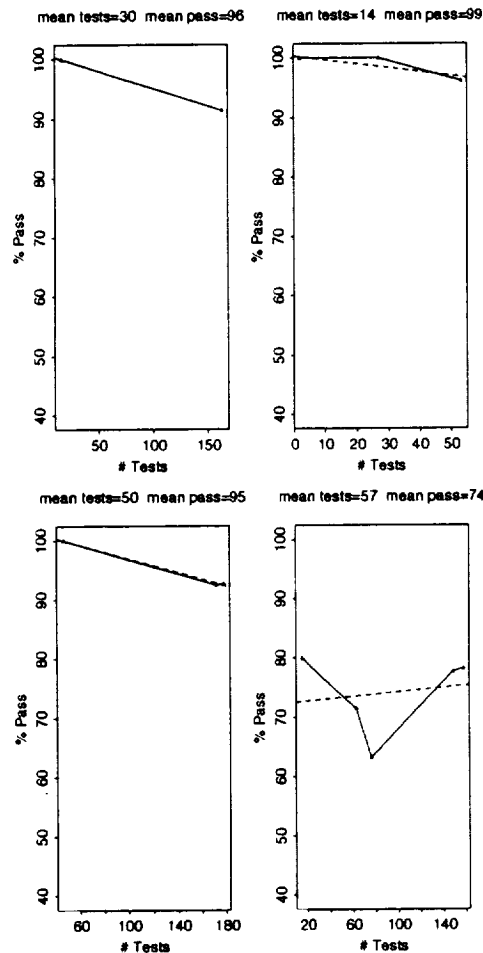 mean tests=30 mean pass=96
100
90
80
70
60
50
40
% Pass
50 100 150
# Tests
mean tests=14 mean pass=99
100
90
80
70
60
50
40
% Pass
0 10 20 30 40 50
# Tests
mean tests=50 mean pass=95
100
90
80
70
60
50
40
% Pass
60 100 140 180
# Tests
mean tests=57 mean pass=74
100
90
80
70
60
50
40
% Pass
20 60 100 140
# Tests